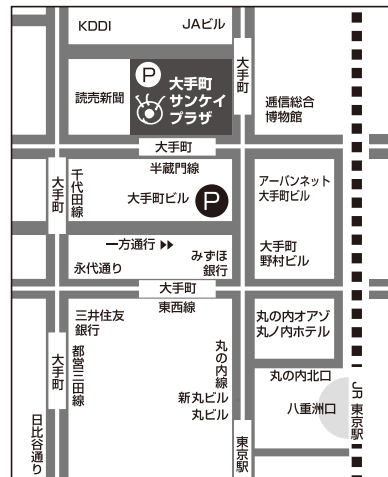 KDDI
JAビル
P
大手町
サンケイ
プラザ
読売新聞
大手町
逓信総合
博物館
大手町
半蔵門線
大手町
千代田線
大手町ビル
P
アーバンネット
大手町ビル
一方通行
永代通り
みずほ
銀行
大手町
野村ビル
大手町
東西線
三井住友
銀行
丸の内オアゾ
丸ノ内ホテル
大手町
都営三田線
丸の内線
新丸ビル
丸ビル
丸の内北口
八重洲口
JR 東京駅
日比谷通り
東京駅